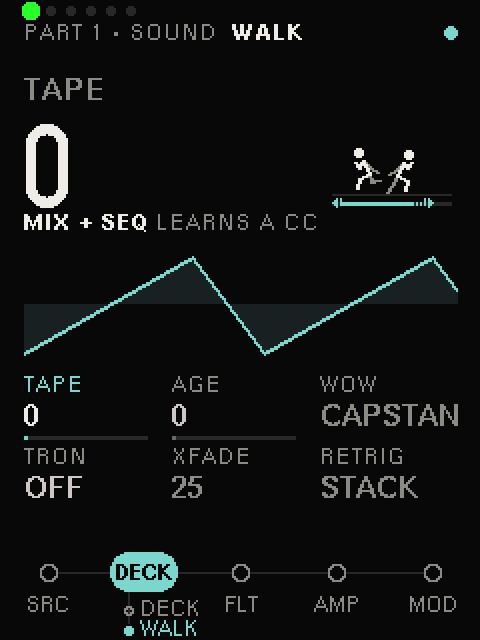 PART 1 · SOUND WALK
TAPE
0
MIX + SEQ LEARNS A CC
TAPE AGE WOW
0 0 CAPSTAN
TRON XFADE RETRIG
OFF 25 STACK
SRC DECK FLT AMP MOD
DECK
WALK